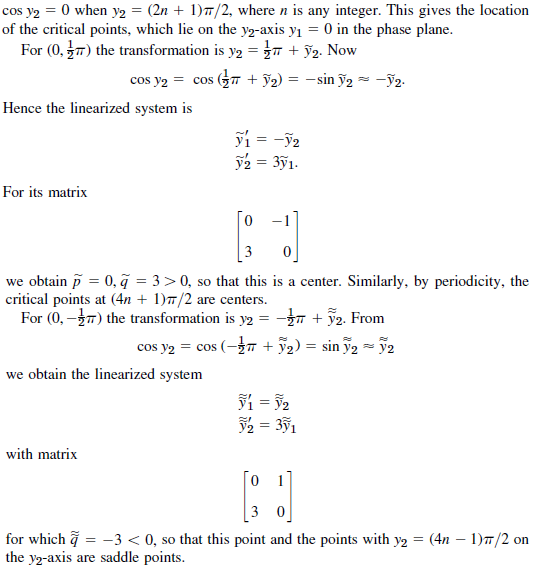 cos y₂ = 0 when y₂ = (2n + 1)π/2, where n is any integer. This gives the location
of the critical points, which lie on the y₂-axis y₁ = 0 in the phase plane.
For (0, ½π) the transformation is y₂ = ½π + ỹ₂. Now
cos y₂ = cos (½π + ỹ₂) = −sin ỹ₂ ≈ −ỹ₂.
Hence the linearized system is
ỹ₁′ = −ỹ₂
ỹ₂′ = 3ỹ₁.
For its matrix
[0 −1]
[3 0]
we obtain p̃ = 0, q̃ = 3 > 0, so that this is a center. Similarly, by periodicity, the
critical points at (4n + 1)π/2 are centers.
For (0, −½π) the transformation is y₂ = −½π + ỹ̃₂. From
cos y₂ = cos (−½π + ỹ̃₂) = sin ỹ̃₂ ≈ ỹ̃₂
we obtain the linearized system
ỹ̃₁′ = ỹ̃₂
ỹ̃₂′ = 3ỹ̃₁
with matrix
[0 1]
[3 0]
for which q̃̃ = −3 < 0, so that this point and the points with y₂ = (4n − 1)π/2 on
the y₂-axis are saddle points.